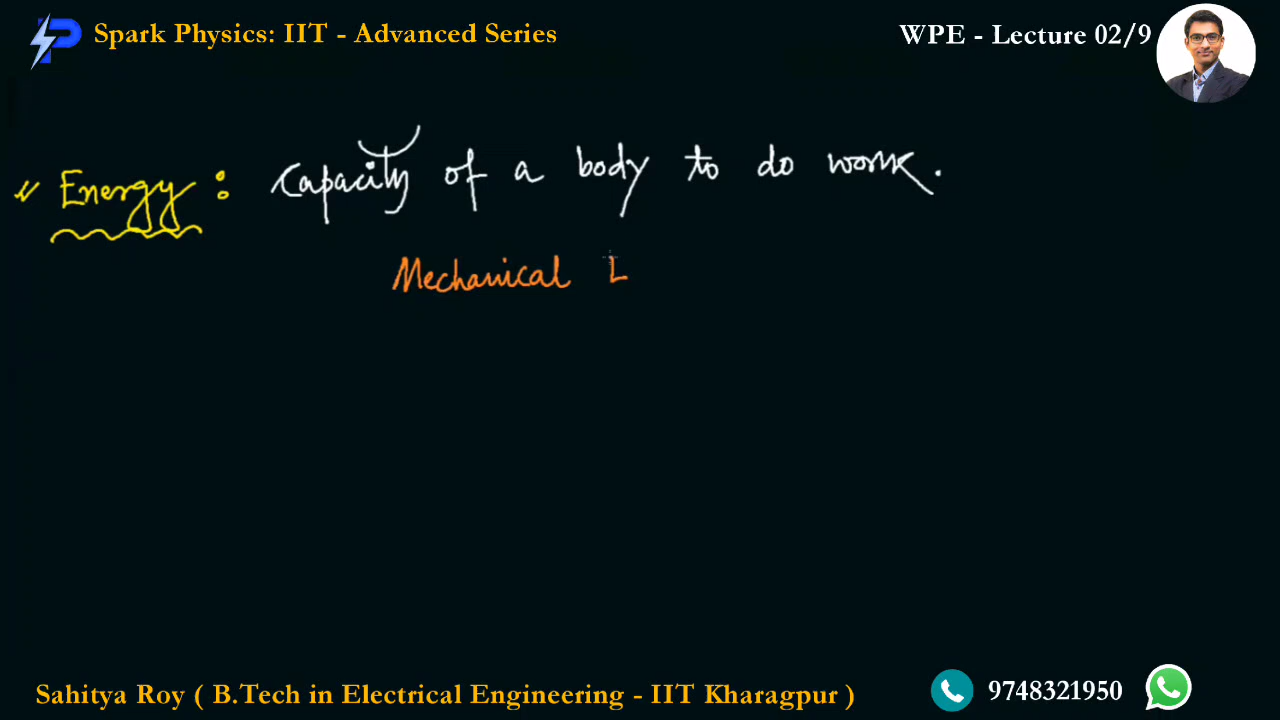 Spark Physics: IIT - Advanced Series
WPE - Lecture 02/9
Energy : Capacity of a body to do work.
Mechanical
Sahitya Roy ( B.Tech in Electrical Engineering - IIT Kharagpur )
9748321950